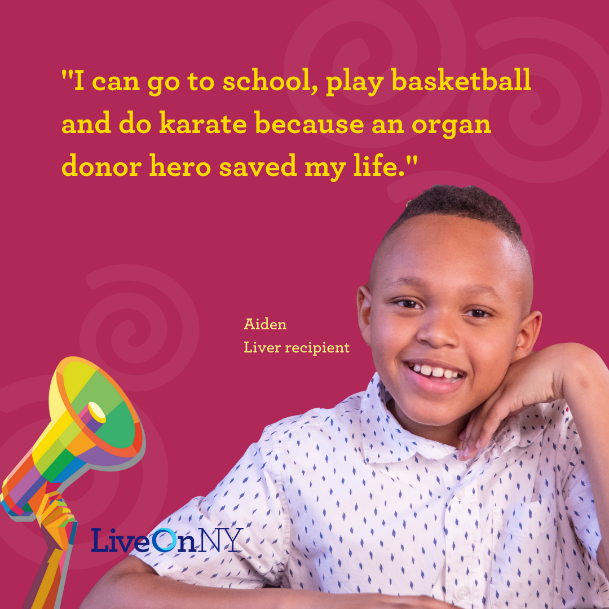 "I can go to school, play basketball
and do karate because an organ
donor hero saved my life."
Aiden
Liver recipient
LiveOnNY